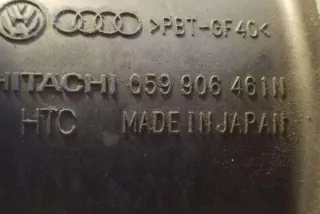 >PBT-GF40<
HITACHI 059 906 461N
HTC MADE IN JAPAN